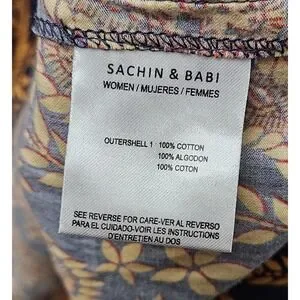 SACHIN & BABI
WOMEN / MUJERES / FEMMES
OUTERSHELL 1 100% COTTON
100% ALGODON
100% COTON
SEE REVERSE FOR CARE-VER AL REVERSO
PARA EL CUIDADO-VOIR LES INSTRUCTIONS
D'ENTRETIEN AU DOS